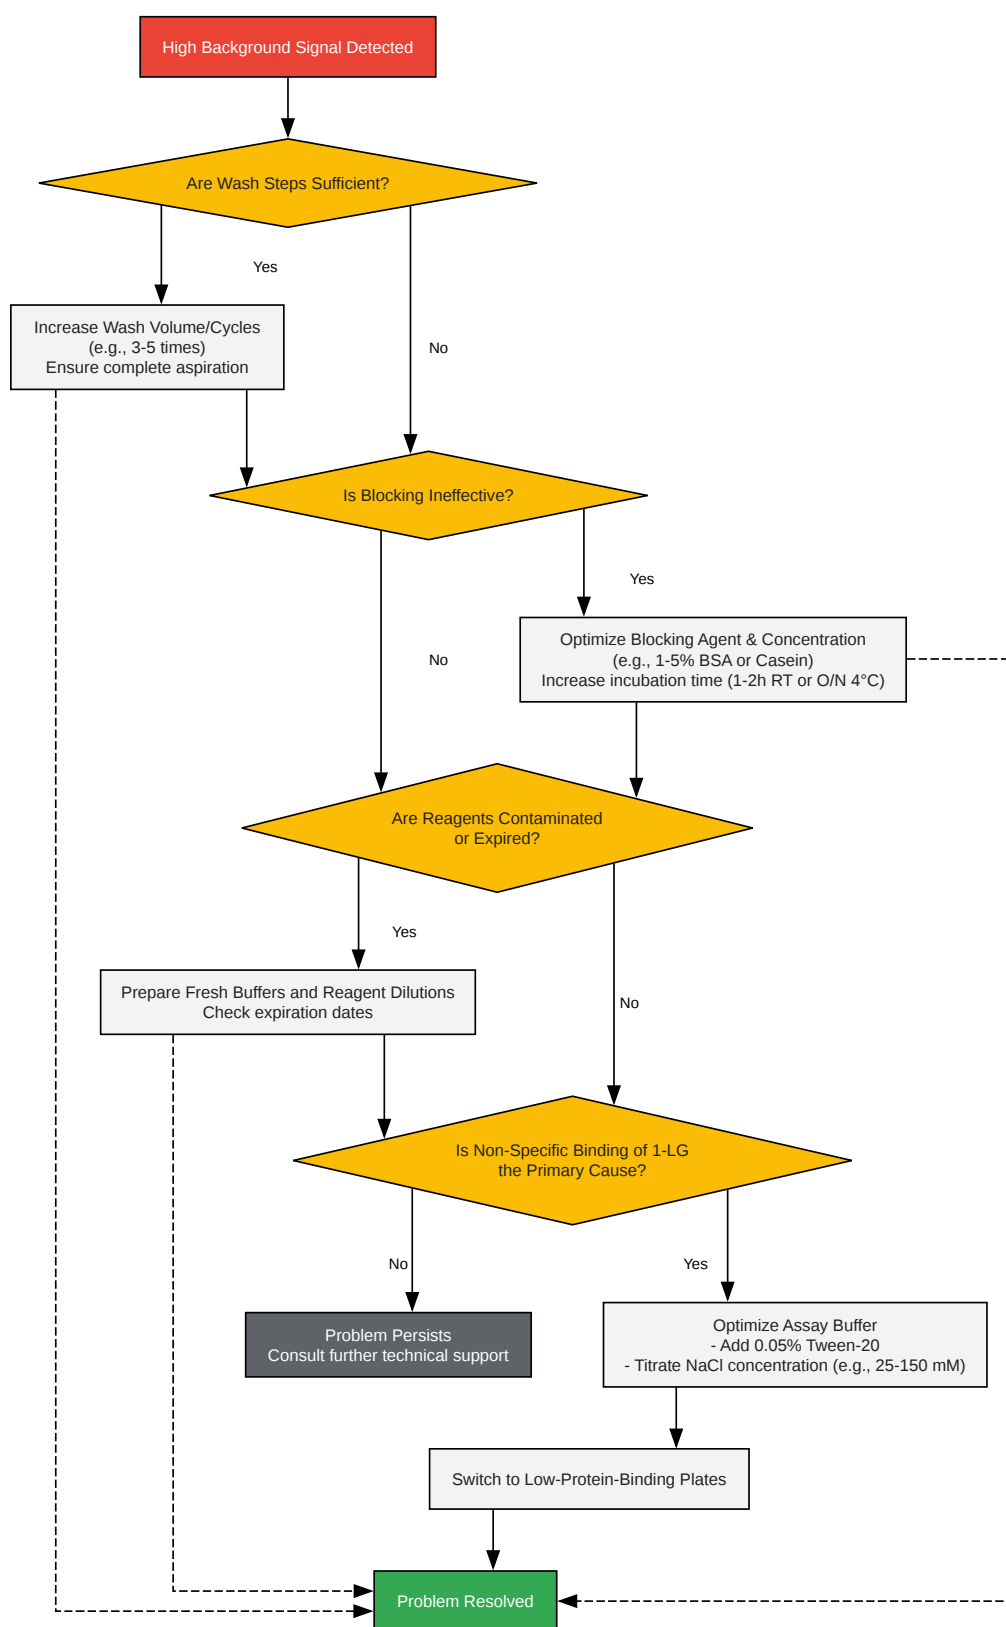 High Background Signal Detected
Are Wash Steps Sufficient?
Yes
Increase Wash Volume/Cycles
(e.g., 3-5 times)
Ensure complete aspiration
No
Is Blocking Ineffective?
Yes
Optimize Blocking Agent & Concentration
(e.g., 1-5% BSA or Casein)
Increase incubation time (1-2h RT or O/N 4°C)
No
Are Reagents Contaminated
or Expired?
Yes
Prepare Fresh Buffers and Reagent Dilutions
Check expiration dates
No
Is Non-Specific Binding of 1-LG
the Primary Cause?
No
Yes
Problem Persists
Consult further technical support
Optimize Assay Buffer
- Add 0.05% Tween-20
- Titrate NaCl concentration (e.g., 25-150 mM)
Switch to Low-Protein-Binding Plates
Problem Resolved